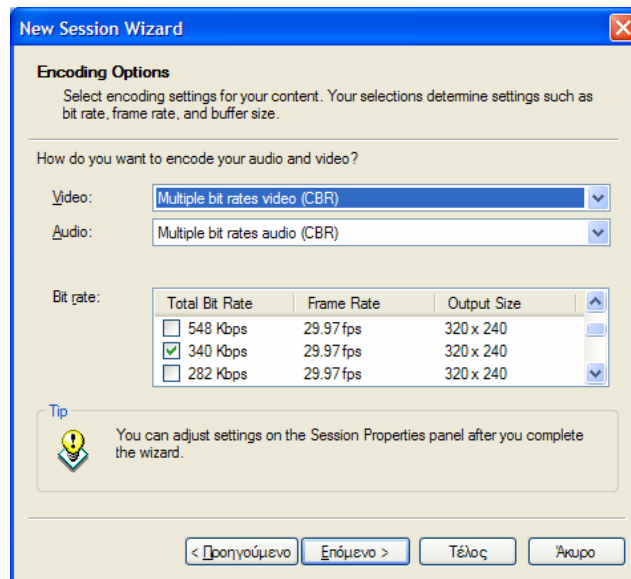 New Session Wizard
Encoding Options
Select encoding settings for your content. Your selections determine settings such as
bit rate, frame rate, and buffer size.
How do you want to encode your audio and video?
Video: Multiple bit rates video (CBR)
Audio: Multiple bit rates audio (CBR)
Bit rate: Total Bit Rate Frame Rate Output Size
548 Kbps 29.97 fps 320 x 240
340 Kbps 29.97 fps 320 x 240
282 Kbps 29.97 fps 320 x 240
Tip
You can adjust settings on the Session Properties panel after you complete
the wizard.
< Προηγούμενο Επόμενο > Τέλος Άκυρο